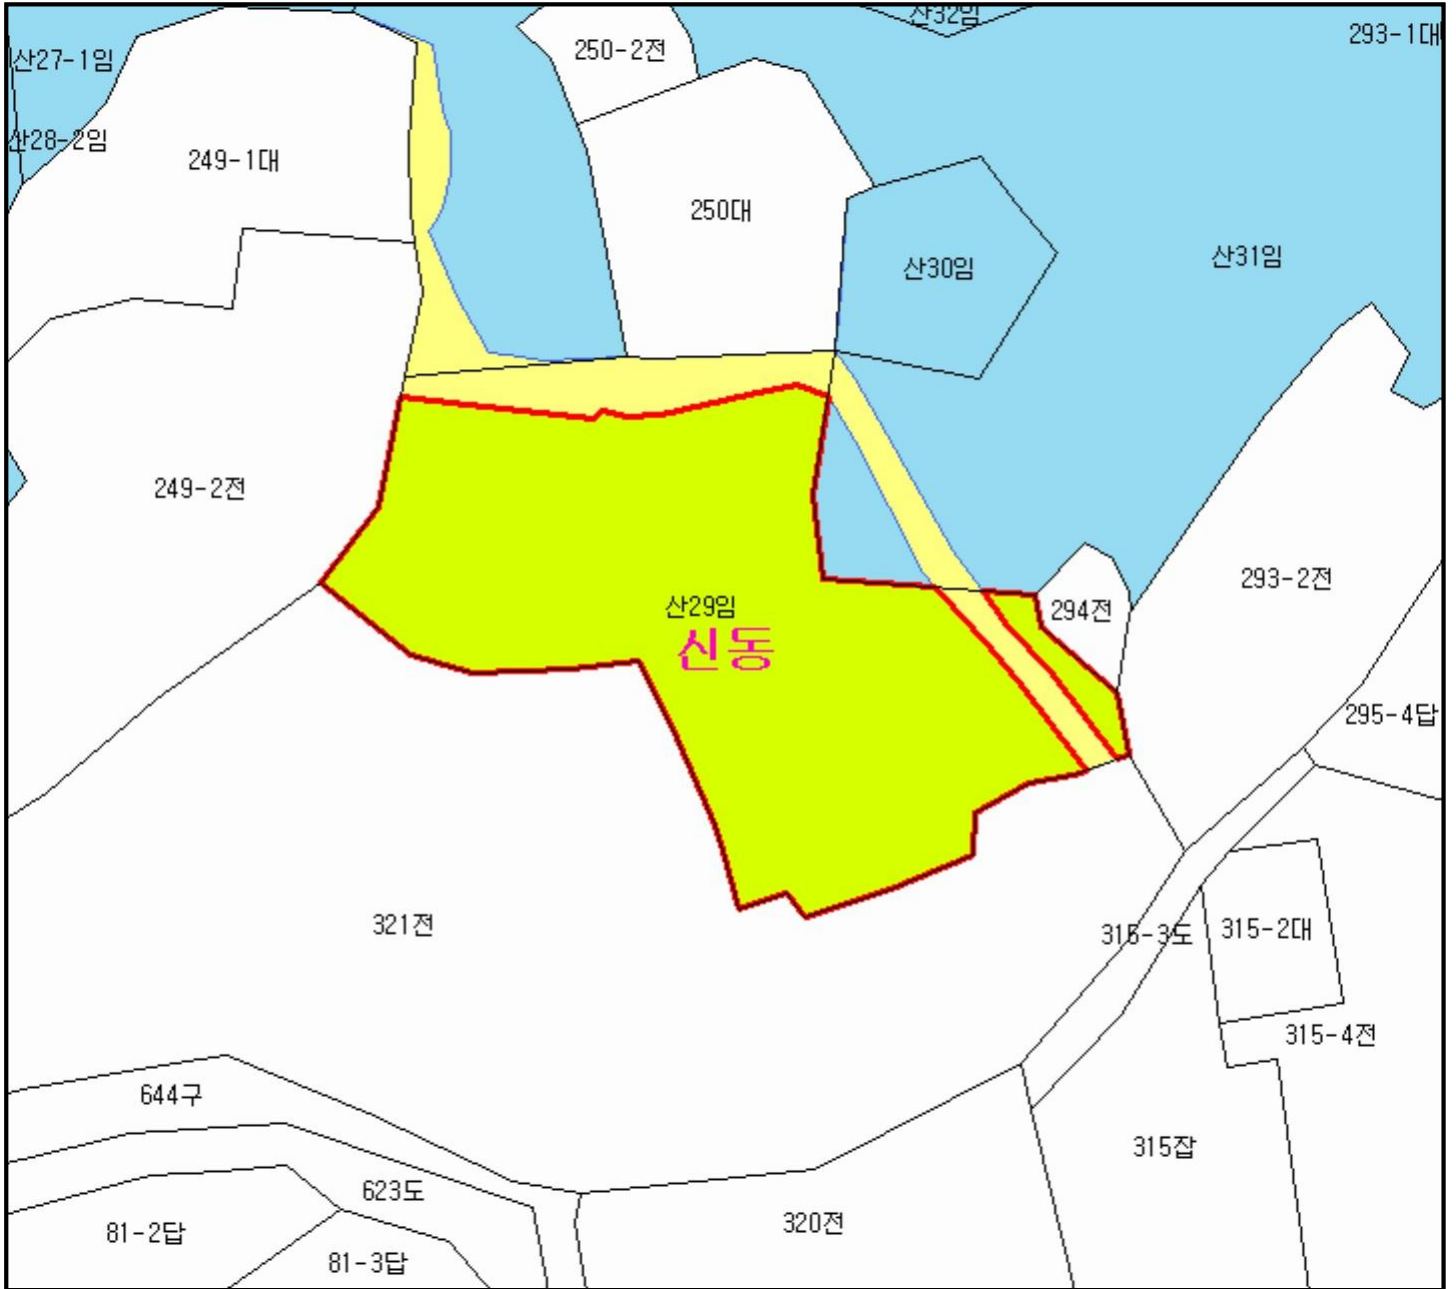 산32임
293-1대
250-2전
산27-1임
산28-2임
249-1대
250대
산30임
산31임
249-2전
293-2전
산29임
294전
신동
295-4답
321전
315-3도
315-2대
315-4전
644구
315잡
623도
320전
81-2답
81-3답